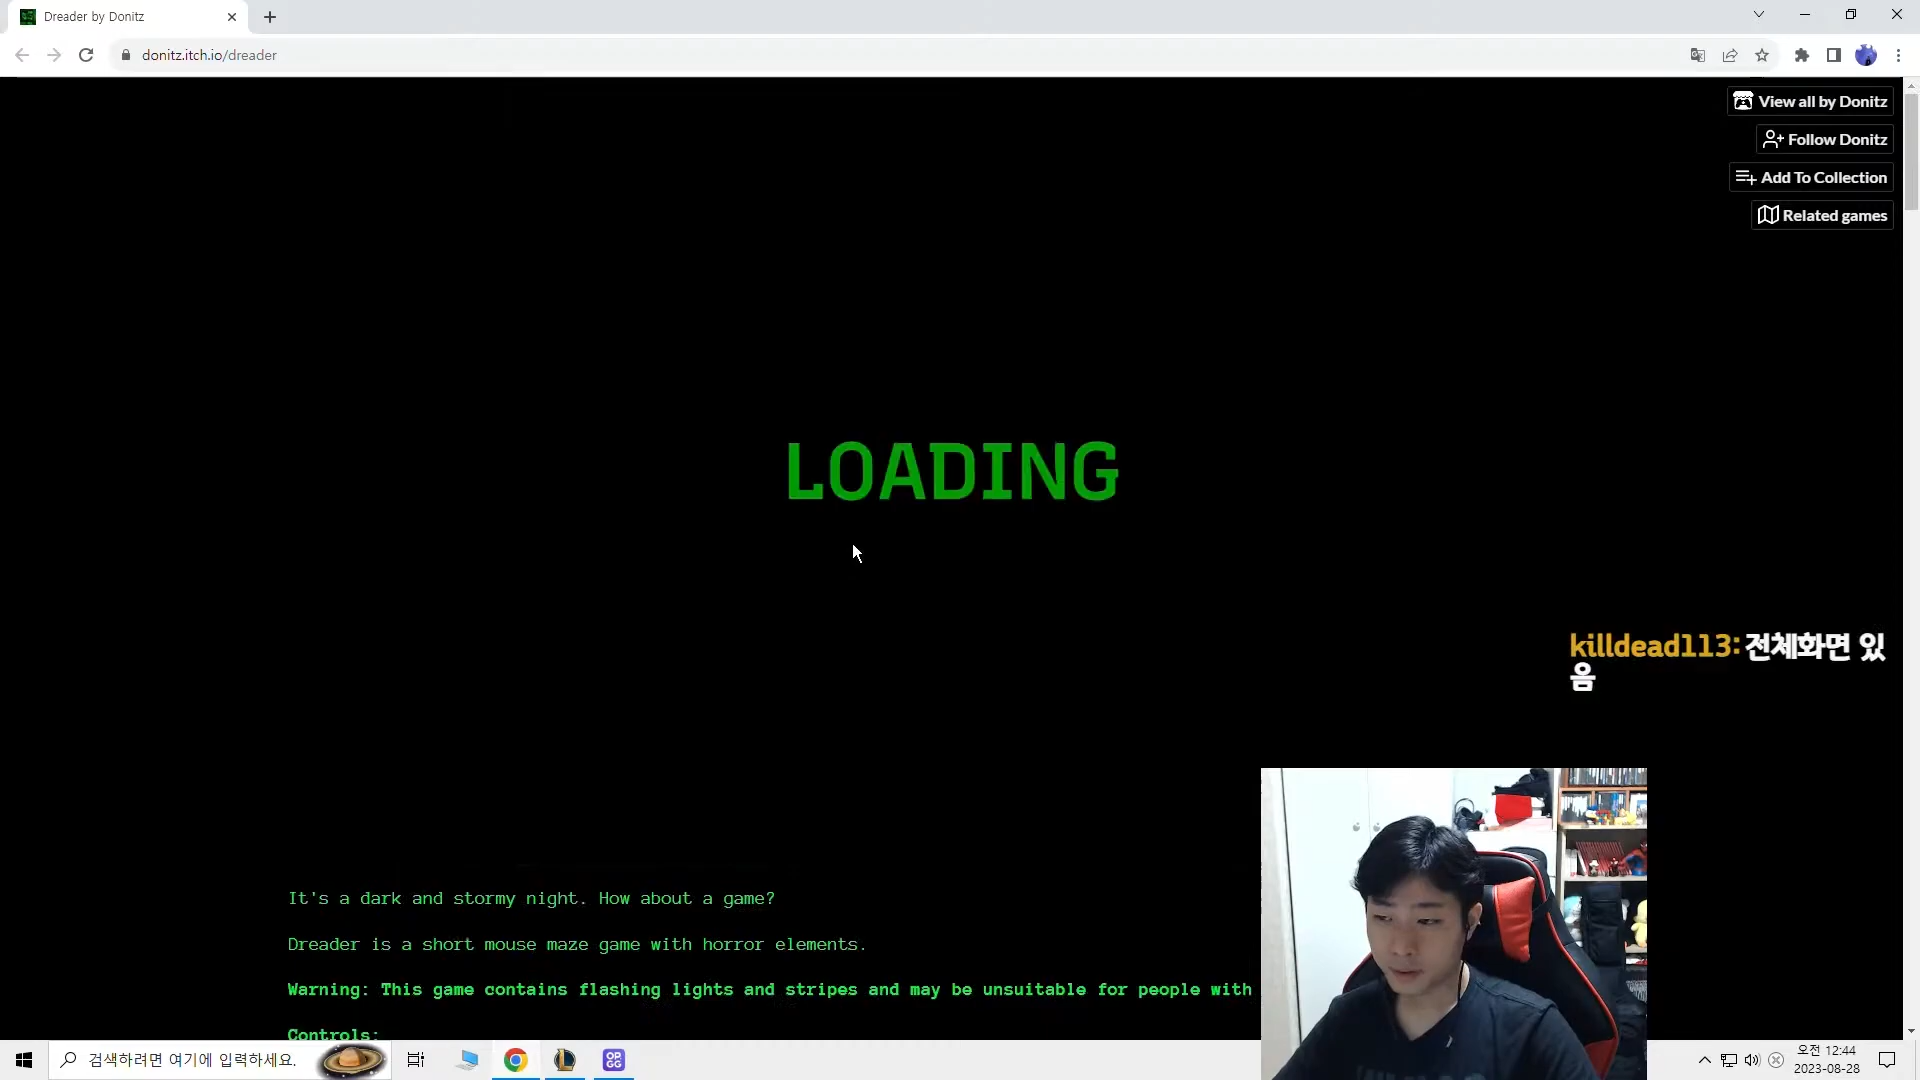 Dreader by Donitz
donitz.itch.io/dreader
View all by Donitz
Follow Donitz
Add To Collection
Related games
LOADING
killdead113: 전체화면 있
음
It's a dark and stormy night. How about a game?
Dreader is a short mouse maze game with horror elements.
Warning: This game contains flashing lights and stripes and may be unsuitable for people with
Controls:
검색하려면 여기에 입력하세요.
OP.
GG
오전 12:44
2023-08-28